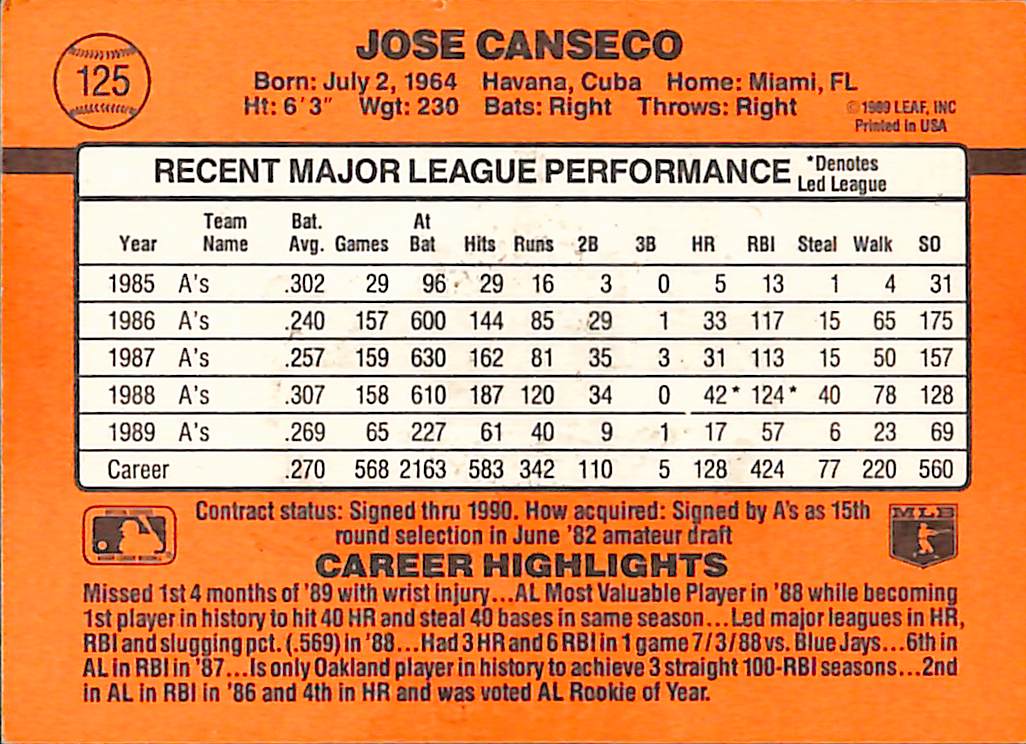 JOSE CANSECO
125
Born: July 2, 1964 Havana, Cuba Home: Miami, FL
Ht: 6'3" Wgt: 230 Bats: Right Throws: Right
© 1989 LEAF, INC
Printed in USA
RECENT MAJOR LEAGUE PERFORMANCE *Denotes Led League
Year Team Name Bat. Avg. Games At Bat Hits Runs 2B 3B HR RBI Steal Walk SO
1985 A's .302 29 96 29 16 3 0 5 13 1 4 31
1986 A's .240 157 600 144 85 29 1 33 117 15 65 175
1987 A's .257 159 630 162 81 35 3 31 113 15 50 157
1988 A's .307 158 610 187 120 34 0 42* 124* 40 78 128
1989 A's .269 65 227 61 40 9 1 17 57 6 23 69
Career .270 568 2163 583 342 110 5 128 424 77 220 560
Contract status: Signed thru 1990. How acquired: Signed by A's as 15th
round selection in June '82 amateur draft
MLB
CAREER HIGHLIGHTS
Missed 1st 4 months of '89 with wrist injury...AL Most Valuable Player in '88 while becoming
1st player in history to hit 40 HR and steal 40 bases in same season...Led major leagues in HR,
RBI and slugging pct. (.569) in '88...Had 3 HR and 6 RBI in 1 game 7/3/88 vs. Blue Jays...6th in
AL in RBI in '87...Is only Oakland player in history to achieve 3 straight 100-RBI seasons...2nd
in AL in RBI in '86 and 4th in HR and was voted AL Rookie of Year.